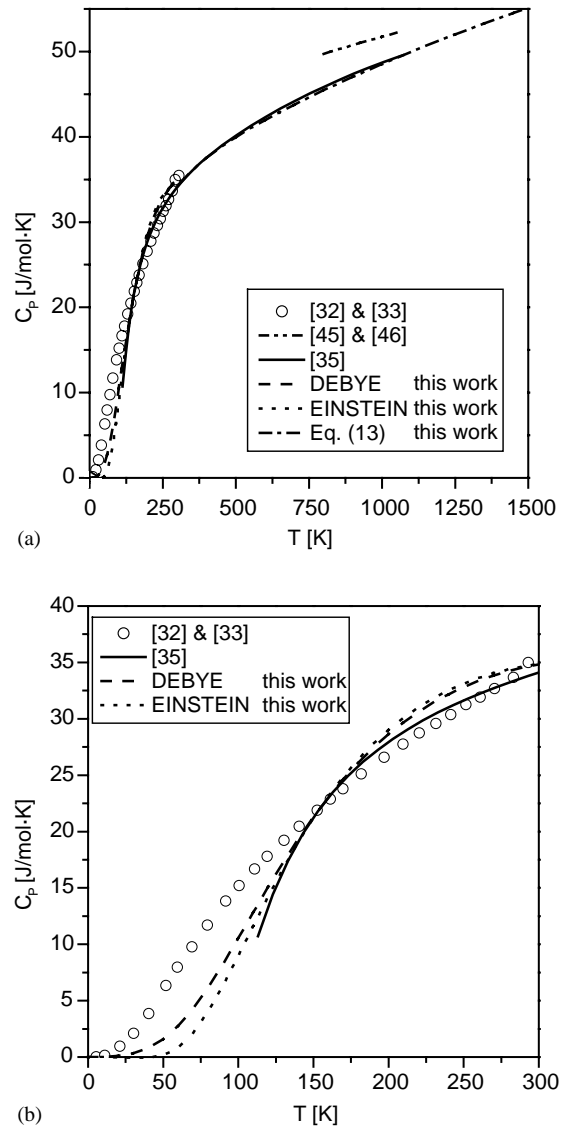 50
40
30
20
10
0
C_P [J/mol·K]
[32] & [33]
[45] & [46]
[35]
DEBYE this work
EINSTEIN this work
Eq. (13) this work
0 250 500 750 1000 1250 1500
(a)
T [K]
40
35
30
25
20
15
10
5
0
C_P [J/mol·K]
[32] & [33]
[35]
DEBYE this work
EINSTEIN this work
0 50 100 150 200 250 300
(b)
T [K]